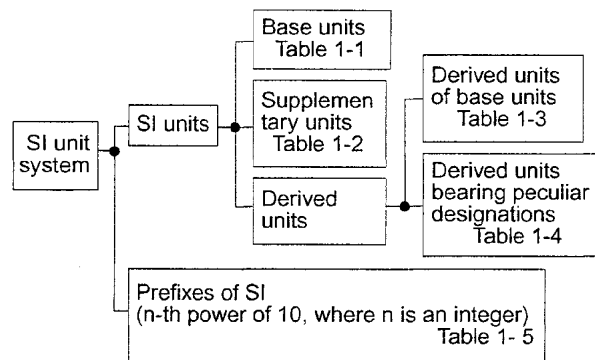 SI unit
system
SI units
Base units
Table 1-1
Supplemen
tary units
Table 1-2
Derived
units
Derived units
of base units
Table 1-3
Derived units
bearing peculiar
designations
Table 1-4
Prefixes of SI
(n-th power of 10, where n is an integer)
Table 1- 5